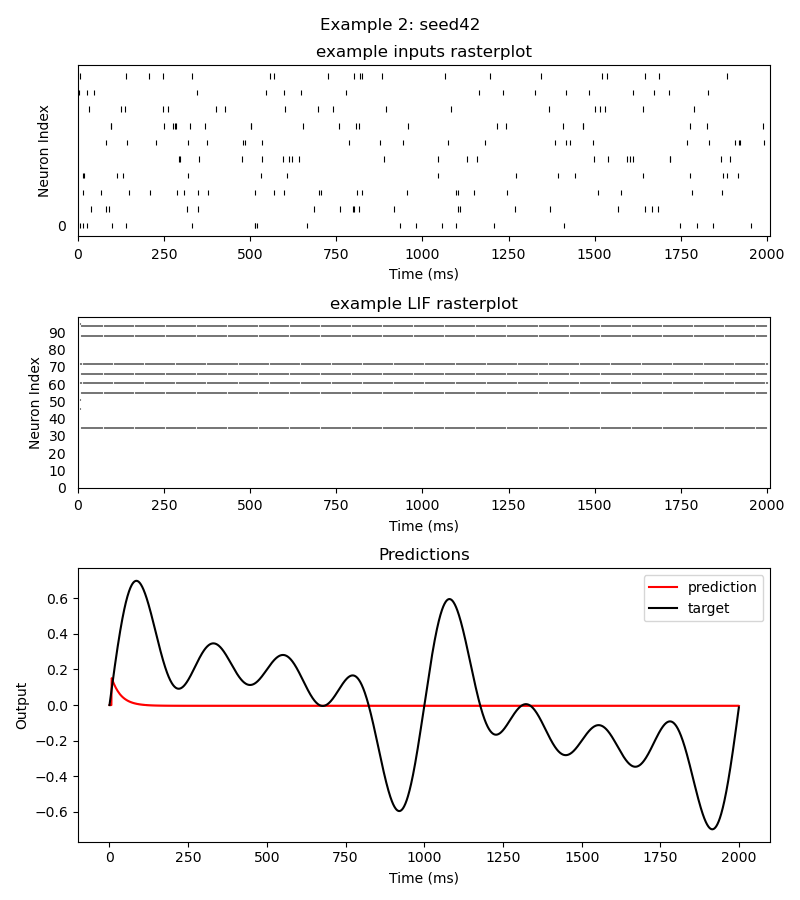 Example 2: seed42
example inputs rasterplot
Neuron Index
0
0 250 500 750 1000 1250 1500 1750 2000
Time (ms)
example LIF rasterplot
Neuron Index
90
80
70
60
50
40
30
20
10
0
0 250 500 750 1000 1250 1500 1750 2000
Time (ms)
Predictions
Output
prediction
target
0.6
0.4
0.2
0.0
−0.2
−0.4
−0.6
0 250 500 750 1000 1250 1500 1750 2000
Time (ms)